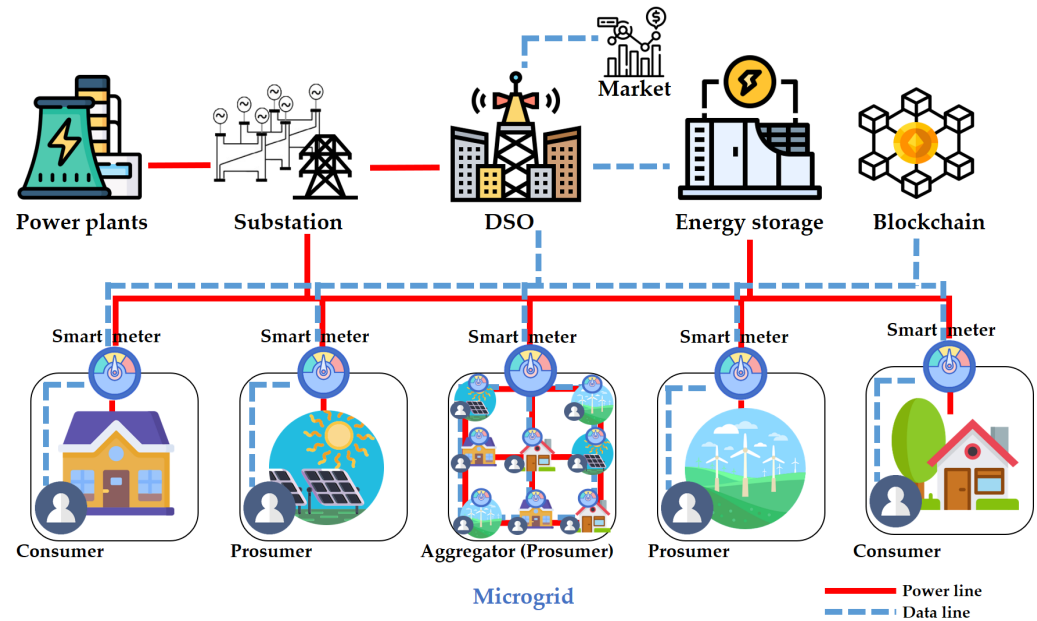 Market
Power plants
Substation
DSO
Energy storage
Blockchain
Smart meter
Smart meter
Smart meter
Smart meter
Smart meter
Consumer
Prosumer
Aggregator (Prosumer)
Prosumer
Consumer
Microgrid
Power line
Data line